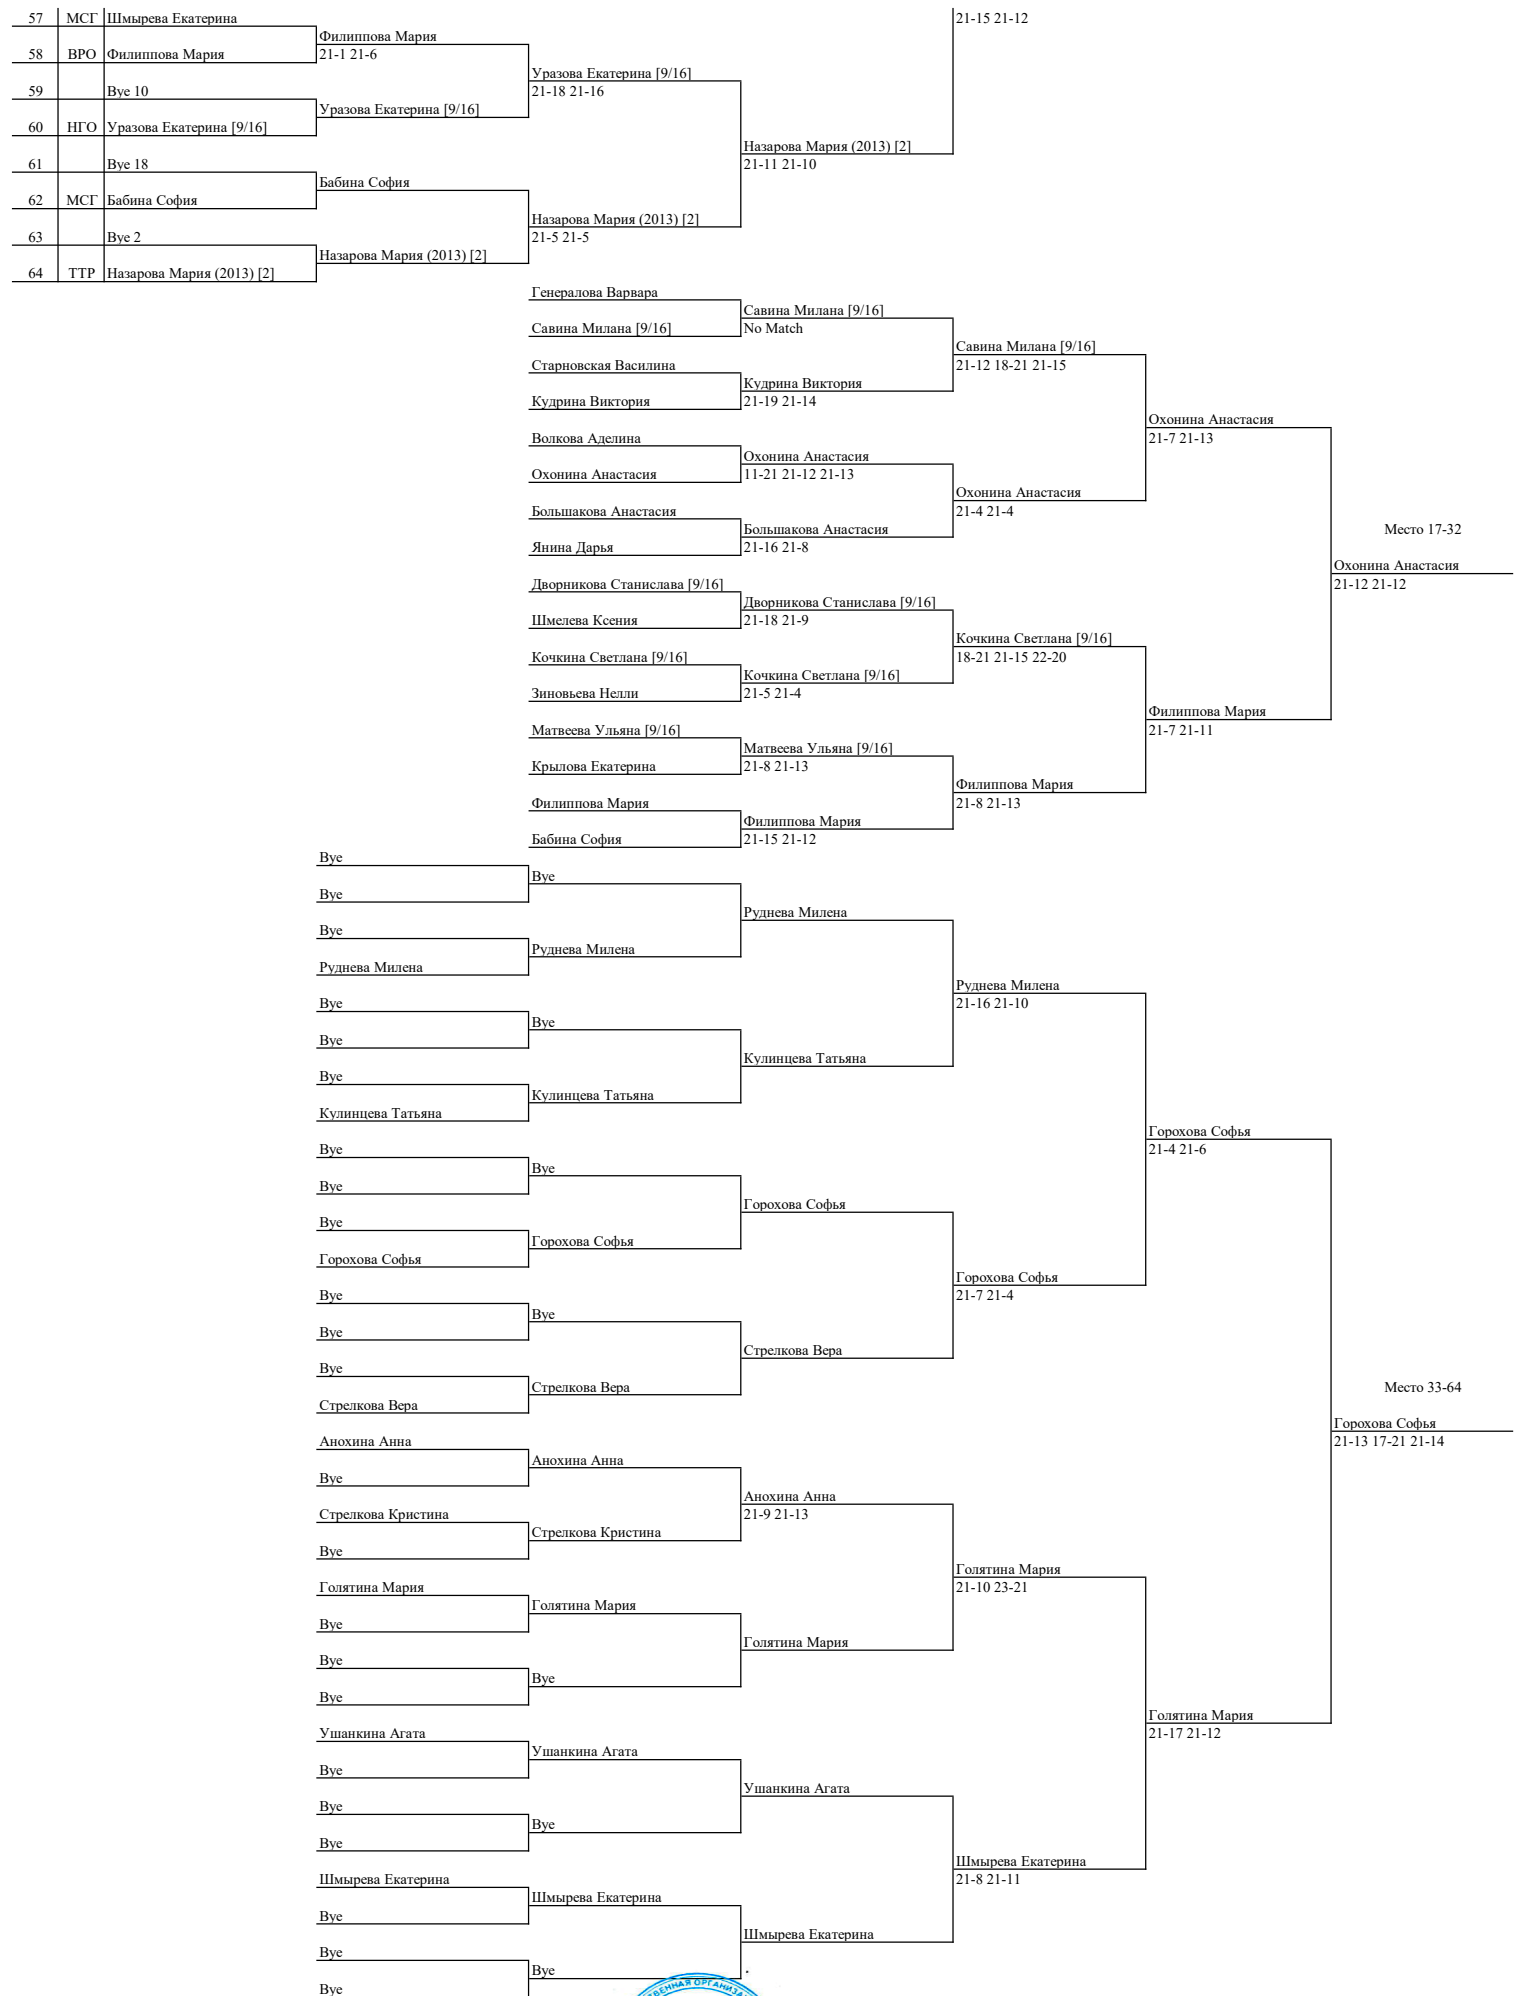 57 МСГ Шмырева Екатерина
21-15 21-12
Филиппова Мария
58 ВРО Филиппова Мария
21-1 21-6
Уразова Екатерина [9/16]
59 Bye 10
21-18 21-16
Уразова Екатерина [9/16]
60 НГО Уразова Екатерина [9/16]
Назарова Мария (2013) [2]
61 Bye 18
21-11 21-10
Бабина София
62 МСГ Бабина София
Назарова Мария (2013) [2]
63 Bye 2
21-5 21-5
Назарова Мария (2013) [2]
64 ТТР Назарова Мария (2013) [2]
Генералова Варвара
Савина Милана [9/16]
Савина Милана [9/16]
No Match
Савина Милана [9/16]
Старновская Василина
21-12 18-21 21-15
Кудрина Виктория
Кудрина Виктория
21-19 21-14
Охонина Анастасия
Волкова Аделина
21-7 21-13
Охонина Анастасия
Охонина Анастасия
11-21 21-12 21-13
Охонина Анастасия
Большакова Анастасия
21-4 21-4
Большакова Анастасия
Место 17-32
Янина Дарья
21-16 21-8
Охонина Анастасия
Дворникова Станислава [9/16]
21-12 21-12
Дворникова Станислава [9/16]
Шмелева Ксения
21-18 21-9
Кочкина Светлана [9/16]
Кочкина Светлана [9/16]
18-21 21-15 22-20
Кочкина Светлана [9/16]
Зиновьева Нелли
21-5 21-4
Филиппова Мария
Матвеева Ульяна [9/16]
21-7 21-11
Матвеева Ульяна [9/16]
Крылова Екатерина
21-8 21-13
Филиппова Мария
Филиппова Мария
21-8 21-13
Филиппова Мария
Бабина София
21-15 21-12
Bye
Bye
Bye
Руднева Милена
Bye
Руднева Милена
Руднева Милена
Руднева Милена
Bye
21-16 21-10
Bye
Bye
Кулинцева Татьяна
Bye
Кулинцева Татьяна
Кулинцева Татьяна
Горохова Софья
Bye
21-4 21-6
Bye
Bye
Горохова Софья
Bye
Горохова Софья
Горохова Софья
Горохова Софья
Bye
21-7 21-4
Bye
Bye
Стрелкова Вера
Bye
Стрелкова Вера
Место 33-64
Стрелкова Вера
Горохова Софья
Анохина Анна
21-13 17-21 21-14
Анохина Анна
Bye
Анохина Анна
Стрелкова Кристина
21-9 21-13
Стрелкова Кристина
Bye
Голятина Мария
Голятина Мария
21-10 23-21
Голятина Мария
Bye
Голятина Мария
Bye
Bye
Bye
Голятина Мария
Ушанкина Агата
21-17 21-12
Ушанкина Агата
Bye
Ушанкина Агата
Bye
Bye
Bye
Шмырева Екатерина
Шмырева Екатерина
21-8 21-11
Шмырева Екатерина
Bye
Шмырева Екатерина
Bye
Bye
Bye